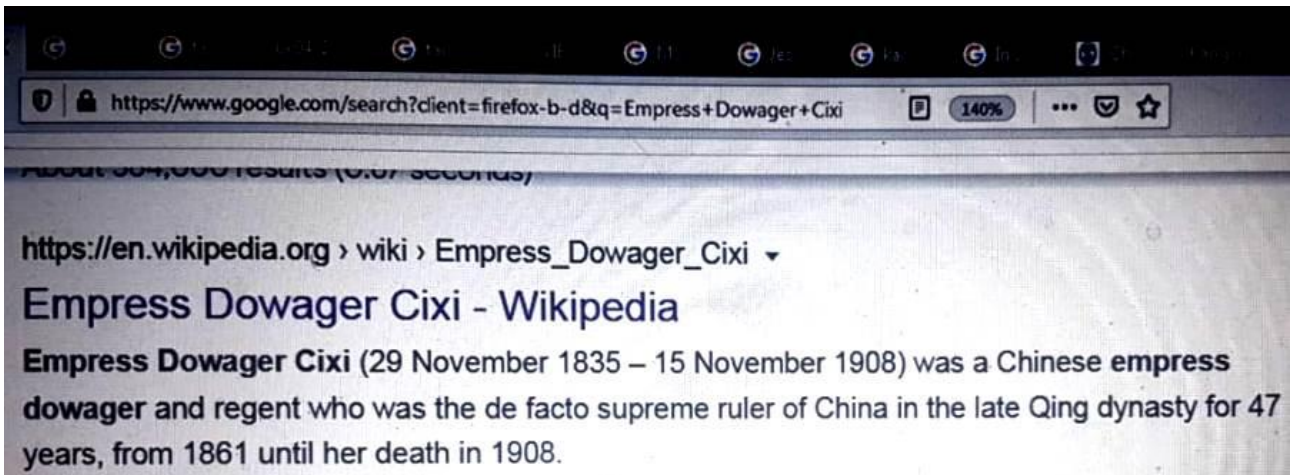 https://www.google.com/search?client=firefox-b-d&q=Empress+Dowager+Cixi 140%
About results seconds)
https://en.wikipedia.org › wiki › Empress_Dowager_Cixi
Empress Dowager Cixi - Wikipedia
Empress Dowager Cixi (29 November 1835 – 15 November 1908) was a Chinese empress
dowager and regent who was the de facto supreme ruler of China in the late Qing dynasty for 47
years, from 1861 until her death in 1908.